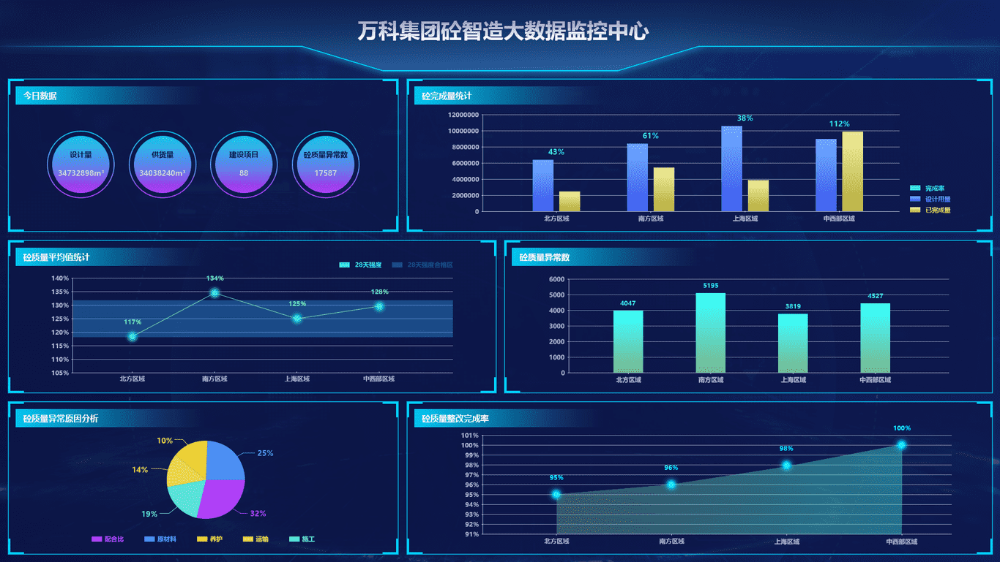 万科集团砼智造大数据监控中心
今日数据
设计量
34732898m³
供货量
34038240m³
建设项目
88
砼质量异常数
17587
砼完成量统计
12000000
10000000
8000000
6000000
4000000
2000000
0
43%
61%
38%
112%
北方区域
南方区域
上海区域
中西部区域
完成率
设计用量
已完成量
砼质量平均值统计
28天强度
28天强度合格区
140%
135%
130%
125%
120%
115%
110%
105%
117%
134%
125%
128%
北方区域
南方区域
上海区域
中西部区域
砼质量异常数
6000
5000
4000
3000
2000
1000
0
4047
5195
3819
4527
北方区域
南方区域
上海区域
中西部区域
砼质量异常原因分析
10%
25%
14%
19%
32%
配合比
原材料
养护
运输
施工
砼质量整改完成率
101%
100%
99%
98%
97%
96%
95%
94%
93%
92%
91%
95%
96%
98%
100%
北方区域
南方区域
上海区域
中西部区域